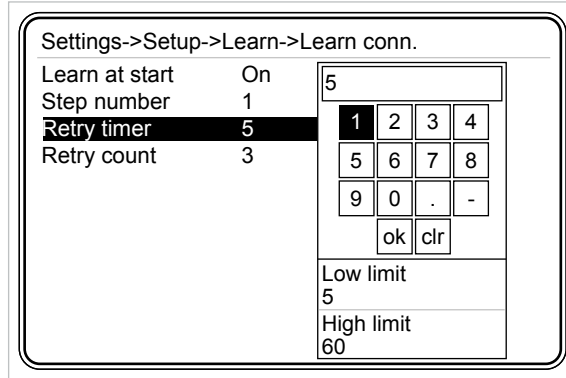 Settings->Setup->Learn->Learn conn.
Learn at start On
Step number 1
Retry timer 5
Retry count 3
5
1 2 3 4
5 6 7 8
9 0 . -
ok clr
Low limit
5
High limit
60